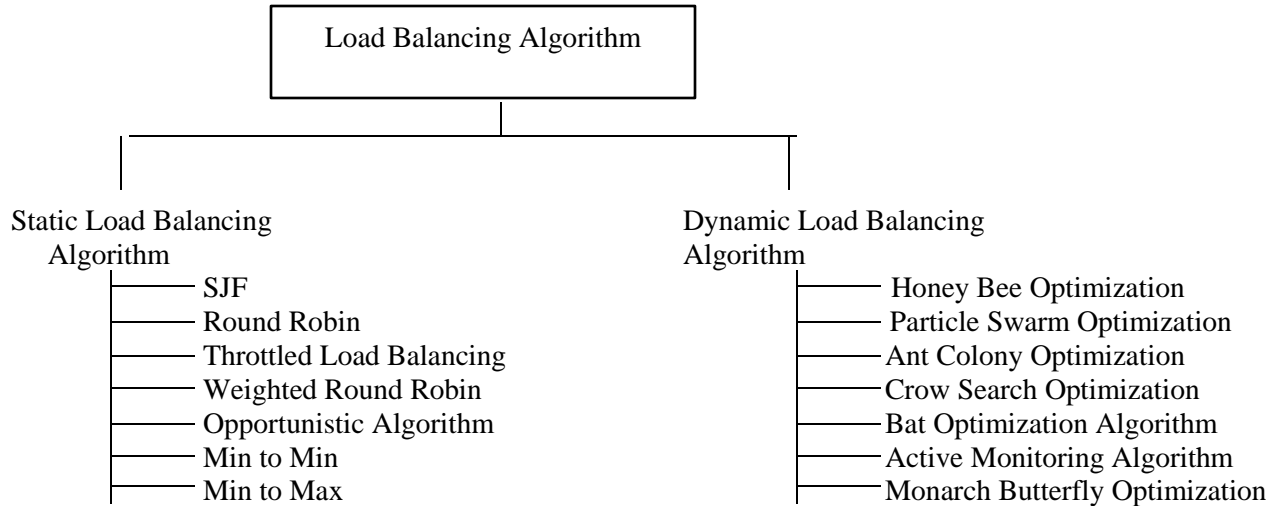 Load Balancing Algorithm
Static Load Balancing
Algorithm
SJF
Round Robin
Throttled Load Balancing
Weighted Round Robin
Opportunistic Algorithm
Min to Min
Min to Max
Dynamic Load Balancing
Algorithm
Honey Bee Optimization
Particle Swarm Optimization
Ant Colony Optimization
Crow Search Optimization
Bat Optimization Algorithm
Active Monitoring Algorithm
Monarch Butterfly Optimization